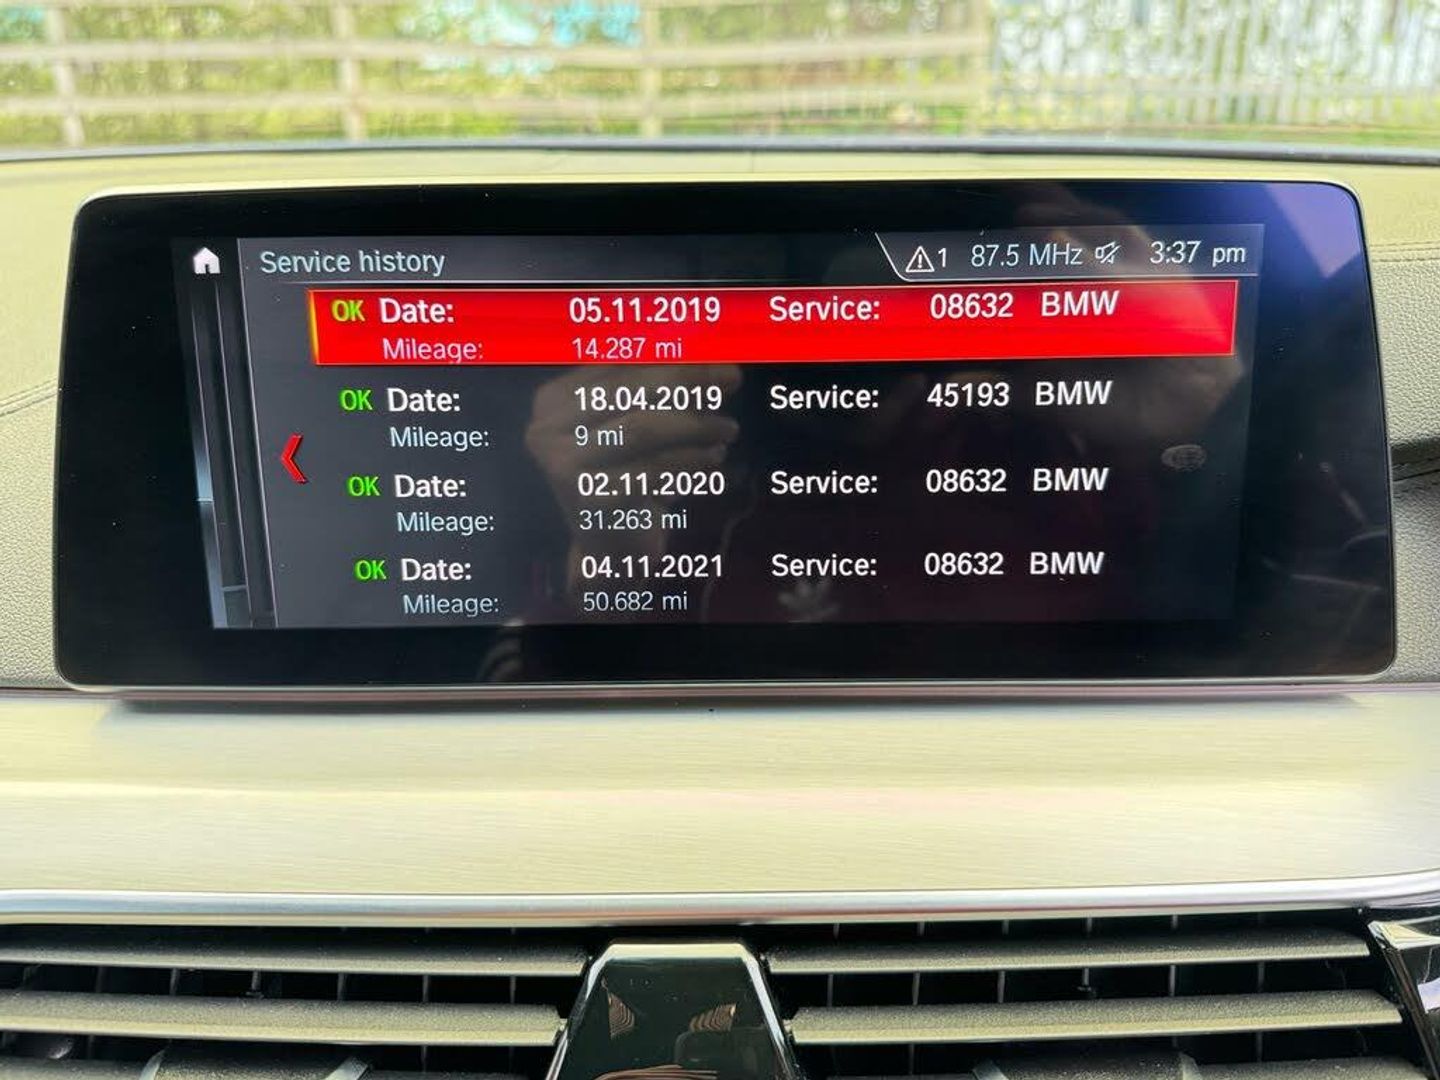 Service history ⚠1 87.5 MHz 3:37 pm
OK Date: 05.11.2019 Service: 08632 BMW
Mileage: 14.287 mi
OK Date: 18.04.2019 Service: 45193 BMW
Mileage: 9 mi
OK Date: 02.11.2020 Service: 08632 BMW
Mileage: 31.263 mi
OK Date: 04.11.2021 Service: 08632 BMW
Mileage: 50.682 mi